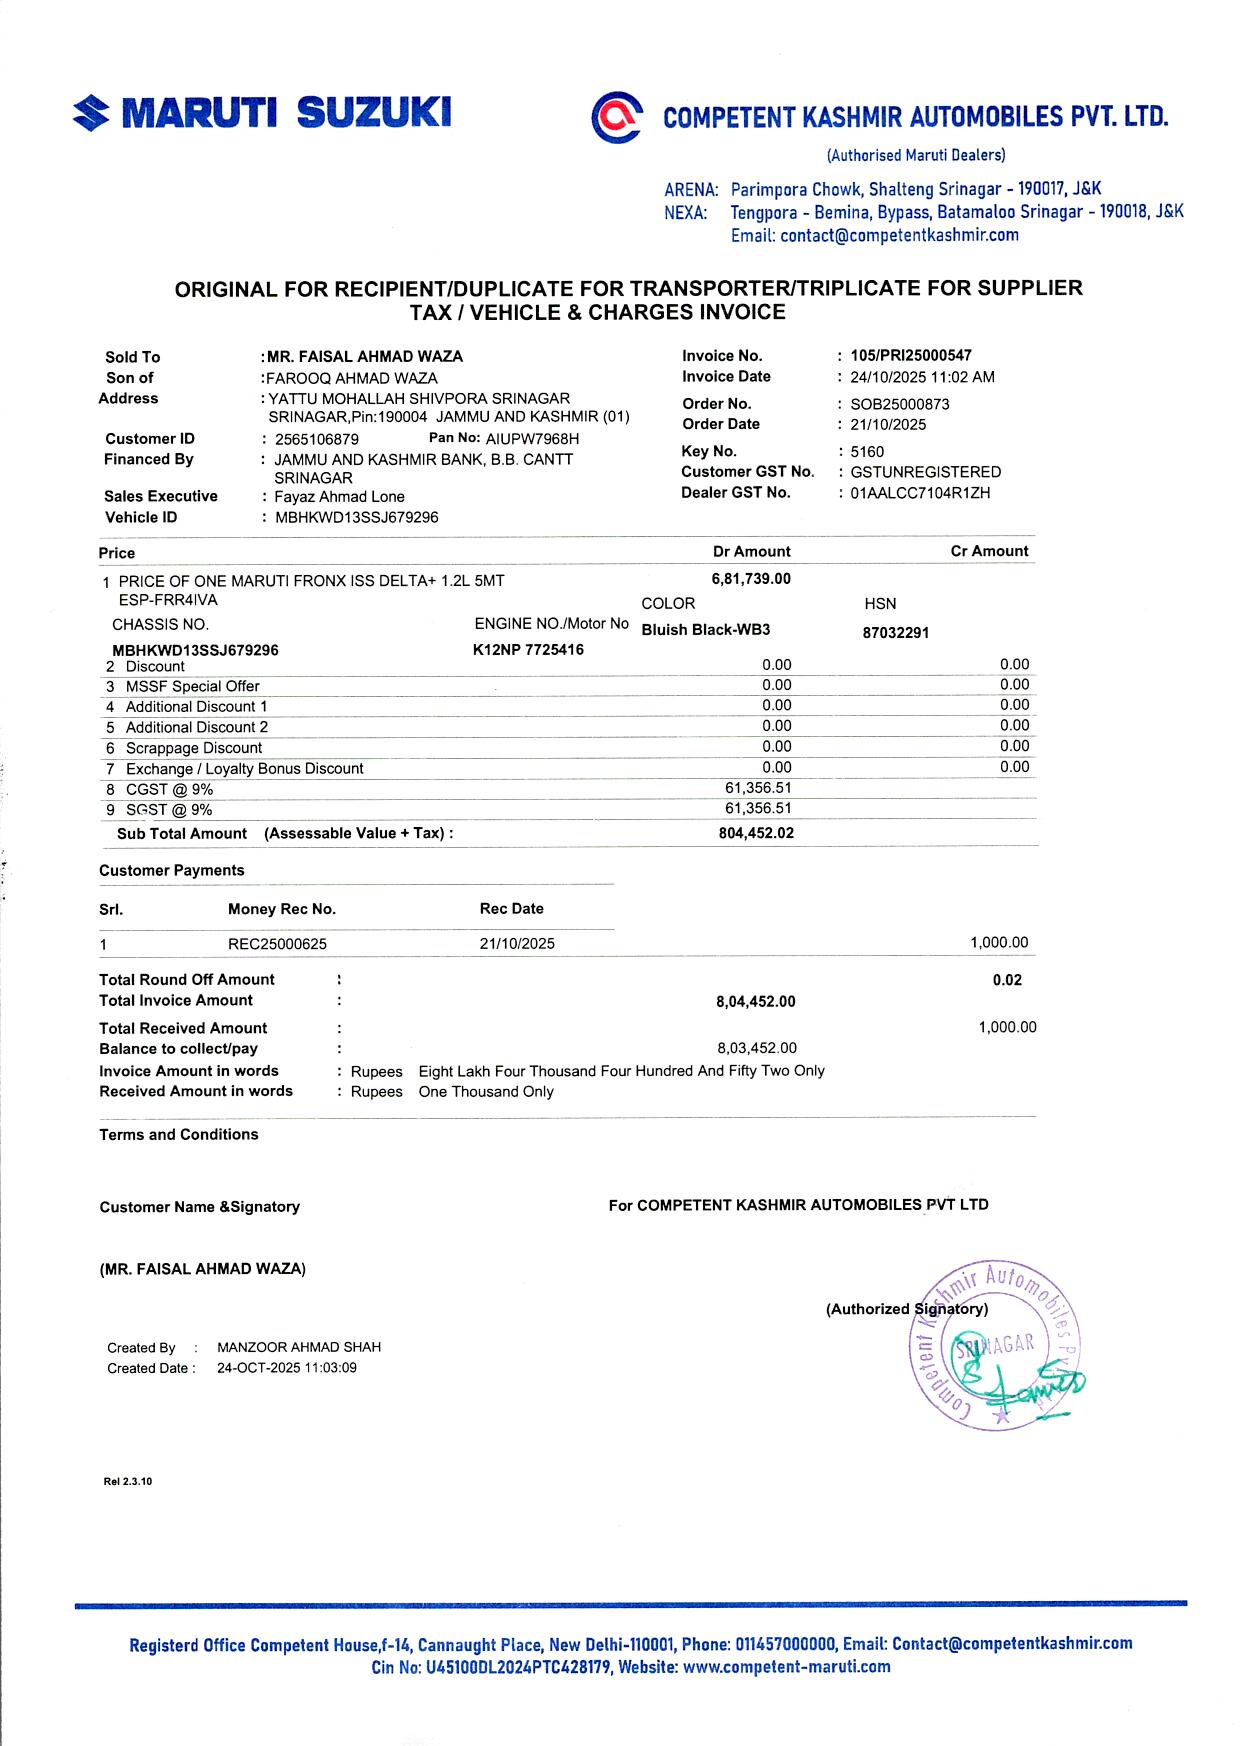 MARUTI SUZUKI
COMPETENT KASHMIR AUTOMOBILES PVT. LTD.
(Authorised Maruti Dealers)
ARENA: Parimpora Chowk, Shalteng Srinagar - 190017, J&K
NEXA: Tengpora - Bemina, Bypass, Batamaloo Srinagar - 190018, J&K
Email: contact@competentkashmir.com
ORIGINAL FOR RECIPIENT/DUPLICATE FOR TRANSPORTER/TRIPLICATE FOR SUPPLIER
TAX / VEHICLE & CHARGES INVOICE
Sold To :MR. FAISAL AHMAD WAZA
Son of :FAROOQ AHMAD WAZA
Address : YATTU MOHALLAH SHIVPORA SRINAGAR
SRINAGAR,Pin:190004 JAMMU AND KASHMIR (01)
Customer ID : 2565106879 Pan No: AIUPW7968H
Financed By : JAMMU AND KASHMIR BANK, B.B. CANTT
SRINAGAR
Sales Executive : Fayaz Ahmad Lone
Vehicle ID : MBHKWD13SSJ679296
Invoice No. : 105/PRI25000547
Invoice Date : 24/10/2025 11:02 AM
Order No. : SOB25000873
Order Date : 21/10/2025
Key No. : 5160
Customer GST No. : GSTUNREGISTERED
Dealer GST No. : 01AALCC7104R1ZH
Price Dr Amount Cr Amount
1 PRICE OF ONE MARUTI FRONX ISS DELTA+ 1.2L 5MT 6,81,739.00
ESP-FRR4IVA
COLOR HSN
CHASSIS NO. ENGINE NO./Motor No
Bluish Black-WB3 87032291
MBHKWD13SSJ679296 K12NP 7725416
2 Discount 0.00 0.00
3 MSSF Special Offer 0.00 0.00
4 Additional Discount 1 0.00 0.00
5 Additional Discount 2 0.00 0.00
6 Scrappage Discount 0.00 0.00
7 Exchange / Loyalty Bonus Discount 0.00 0.00
8 CGST @ 9% 61,356.51
9 SGST @ 9% 61,356.51
Sub Total Amount (Assessable Value + Tax) : 804,452.02
Customer Payments
Srl. Money Rec No. Rec Date
1 REC25000625 21/10/2025 1,000.00
Total Round Off Amount : 0.02
Total Invoice Amount : 8,04,452.00
Total Received Amount : 1,000.00
Balance to collect/pay : 8,03,452.00
Invoice Amount in words : Rupees Eight Lakh Four Thousand Four Hundred And Fifty Two Only
Received Amount in words : Rupees One Thousand Only
Terms and Conditions
Customer Name &Signatory For COMPETENT KASHMIR AUTOMOBILES PVT LTD
(MR. FAISAL AHMAD WAZA)
(Authorized Signatory)
Competent Kashmir Automobiles Pvt
SRINAGAR
Created By : MANZOOR AHMAD SHAH
Created Date : 24-OCT-2025 11:03:09
Rel 2.3.10
Registerd Office Competent House,f-14, Cannaught Place, New Delhi-110001, Phone: 011457000000, Email: Contact@competentkashmir.com
Cin No: U45100DL2024PTC428179, Website: www.competent-maruti.com